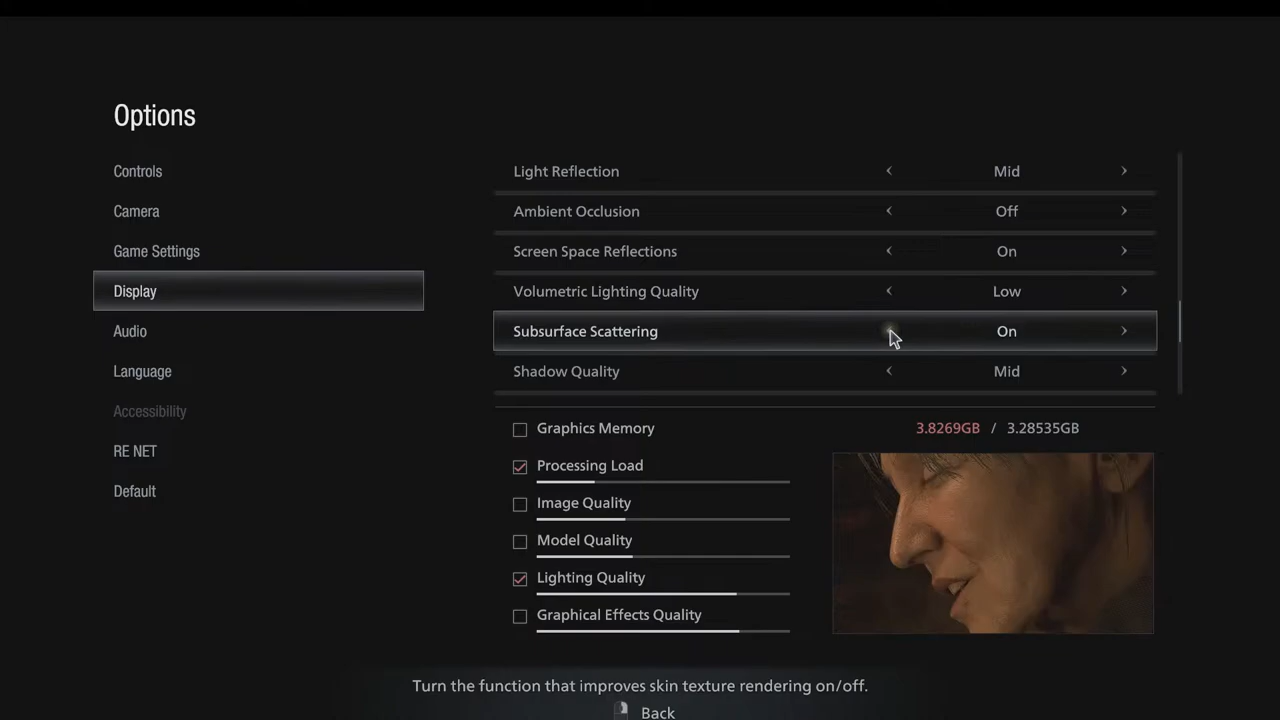 Options
Controls
Camera
Game Settings
Display
Audio
Language
Accessibility
RE NET
Default
Light Reflection Mid
Ambient Occlusion Off
Screen Space Reflections On
Volumetric Lighting Quality Low
Subsurface Scattering On
Shadow Quality Mid
Graphics Memory 3.8269GB / 3.28535GB
Processing Load
Image Quality
Model Quality
Lighting Quality
Graphical Effects Quality
Turn the function that improves skin texture rendering on/off.
Back